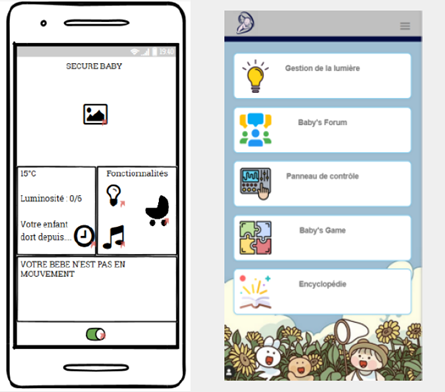 SECURE BABY
15°C
Luminosité : 0/5
Votre enfant
dort depuis....
Fonctionnalités
VOTRE BEBE N'EST PAS EN
MOUVEMENT
Gestion de la lumière
Baby's Forum
Panneau de contrôle
Baby's Game
Encyclopédie